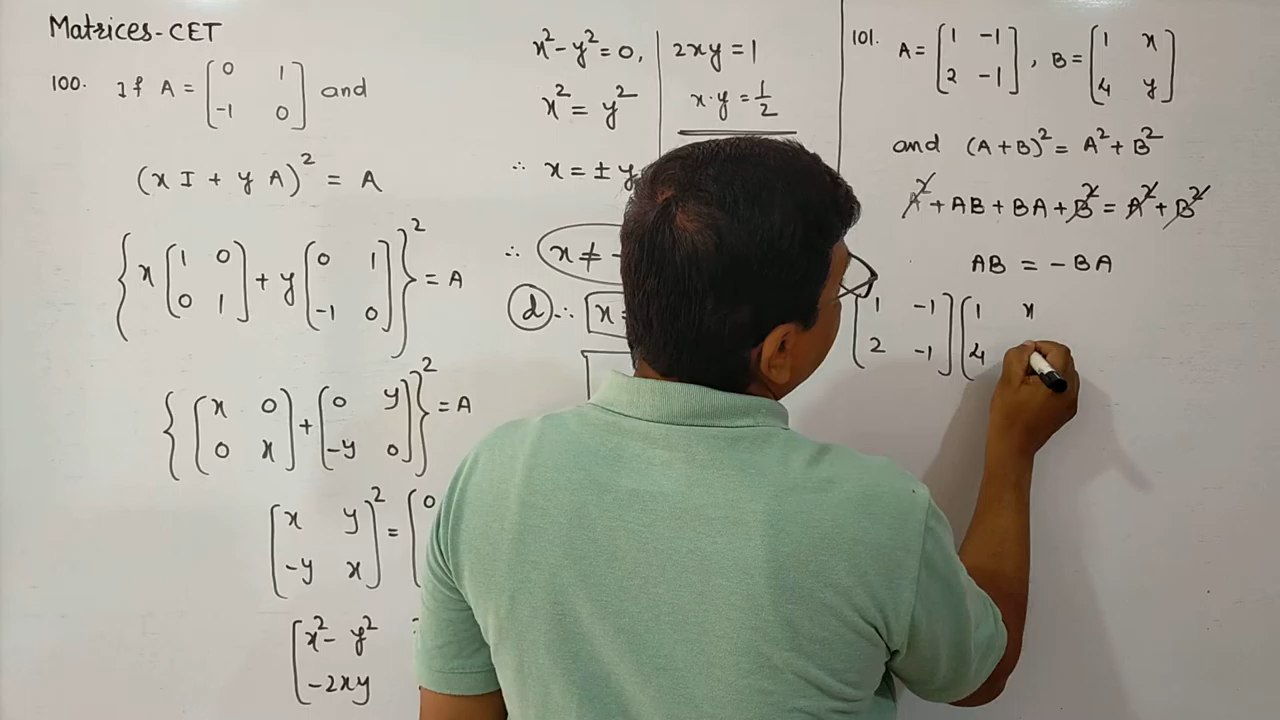 Matrices-CET
100. If A = [0 1
-1 0] and
(xI + yA)² = A
{x [1 0
0 1] + y [0 1
-1 0]}² = A
{[x 0
0 x] + [0 y
-y 0]}² = A
[x y
-y x]² = [0
[x² - y²
-2xy
x² - y² = 0,
x² = y²
∴ x = ± y
∴ x ≠ -
(d) ∴ x =
2xy = 1
x · y = 1/2
101. A = [1 -1
2 -1], B = [1 x
4 y]
and (A+B)² = A² + B²
A² + AB + BA + B² = A² + B²
AB = -BA
[1 -1
2 -1] [1 x
4